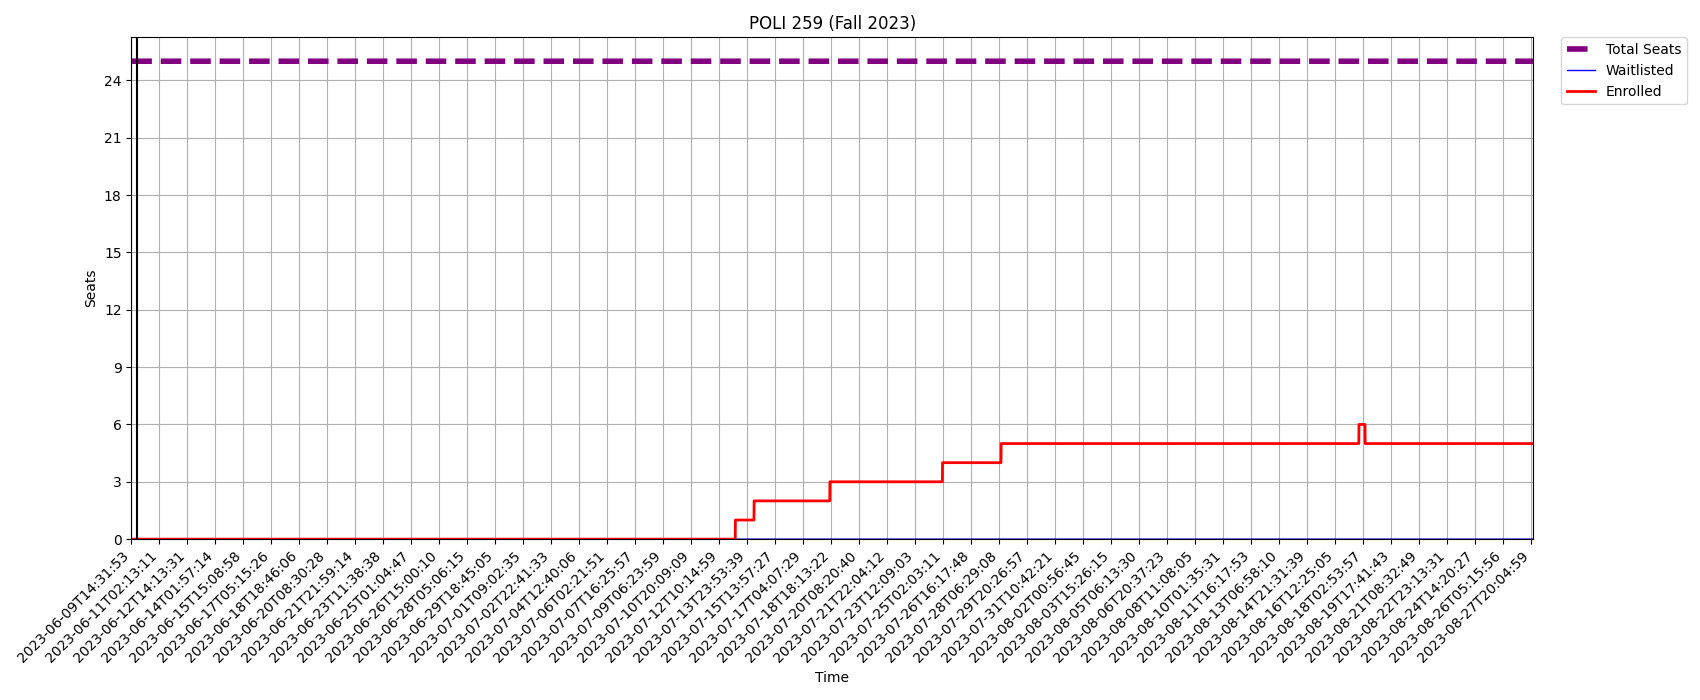 POLI 259 (Fall 2023)
Total Seats
Waitlisted
Enrolled
24
21
18
15
12
9
6
3
0
Seats
2023-06-09T14:31:53
2023-06-11T02:13:11
2023-06-12T14:13:31
2023-06-14T01:57:14
2023-06-15T15:08:58
2023-06-17T05:15:26
2023-06-18T18:46:06
2023-06-20T08:30:28
2023-06-21T21:59:14
2023-06-23T11:38:38
2023-06-25T01:04:47
2023-06-26T15:00:10
2023-06-28T05:06:15
2023-06-29T18:45:05
2023-07-01T09:02:35
2023-07-02T22:41:33
2023-07-04T12:40:06
2023-07-06T02:21:51
2023-07-07T16:25:57
2023-07-09T06:23:59
2023-07-10T20:09:09
2023-07-12T10:14:59
2023-07-13T23:53:39
2023-07-15T13:57:27
2023-07-17T04:07:29
2023-07-18T18:13:22
2023-07-20T08:20:40
2023-07-21T22:04:12
2023-07-23T12:09:03
2023-07-25T02:03:11
2023-07-26T16:17:48
2023-07-28T06:29:08
2023-07-29T20:26:57
2023-07-31T10:42:21
2023-08-02T00:56:45
2023-08-03T15:26:15
2023-08-05T06:13:30
2023-08-06T20:37:23
2023-08-08T11:08:05
2023-08-10T01:35:31
2023-08-11T16:17:53
2023-08-13T06:58:10
2023-08-14T21:31:39
2023-08-16T12:25:05
2023-08-18T02:53:57
2023-08-19T17:41:43
2023-08-21T08:32:49
2023-08-22T23:13:31
2023-08-24T14:20:27
2023-08-26T05:15:56
2023-08-27T20:04:59
Time